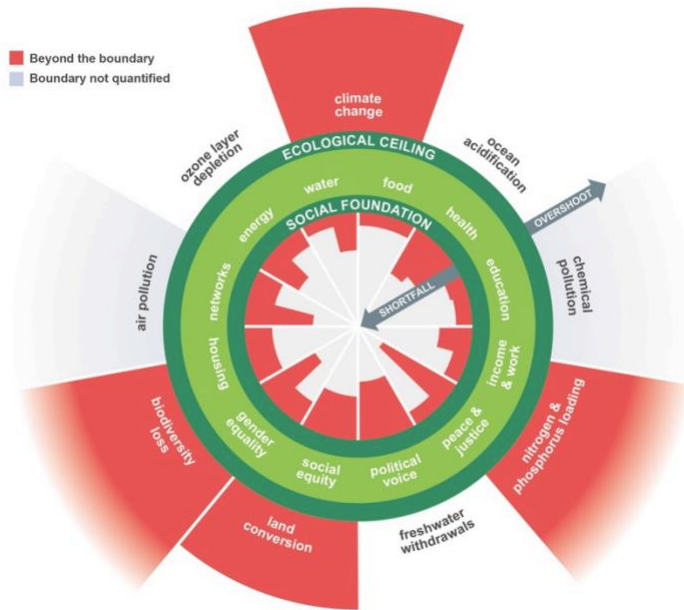 Beyond the boundary
Boundary not quantified
climate
change
ozone layer
depletion
ocean
acidification
ECOLOGICAL CEILING
OVERSHOOT
water
food
energy
health
SOCIAL FOUNDATION
SHORTFALL
networks
education
air pollution
chemical
pollution
housing
income
& work
gender
equality
peace &
justice
social
equity
political
voice
biodiversity
loss
nitrogen &
phosphorus loading
land
conversion
freshwater
withdrawals